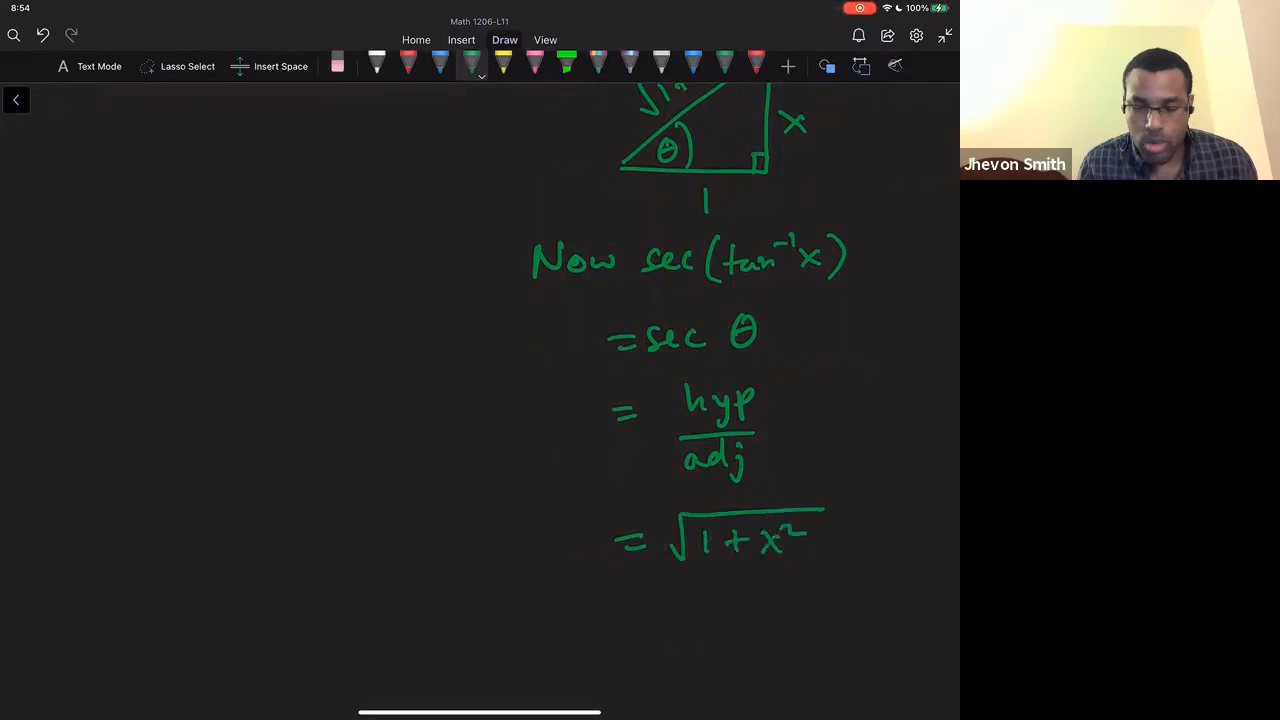 8:54
100%
Math 1206-L11
Home Insert Draw View
Text Mode Lasso Select Insert Space
x
θ
1
Now sec(tan⁻¹x)
= sec θ
= hyp/adj
= √1+x²
Jhevon Smith